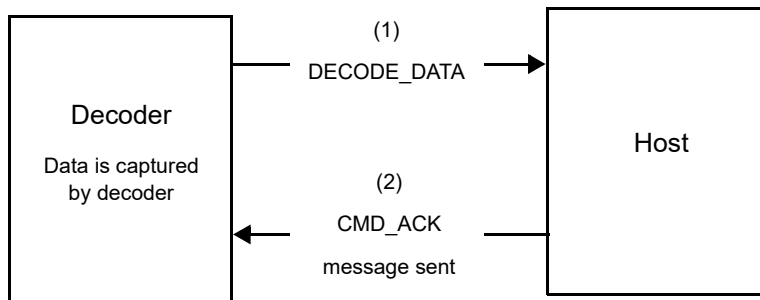 Decoder
Data is captured
by decoder
(1)
DECODE_DATA
(2)
CMD_ACK
message sent
Host